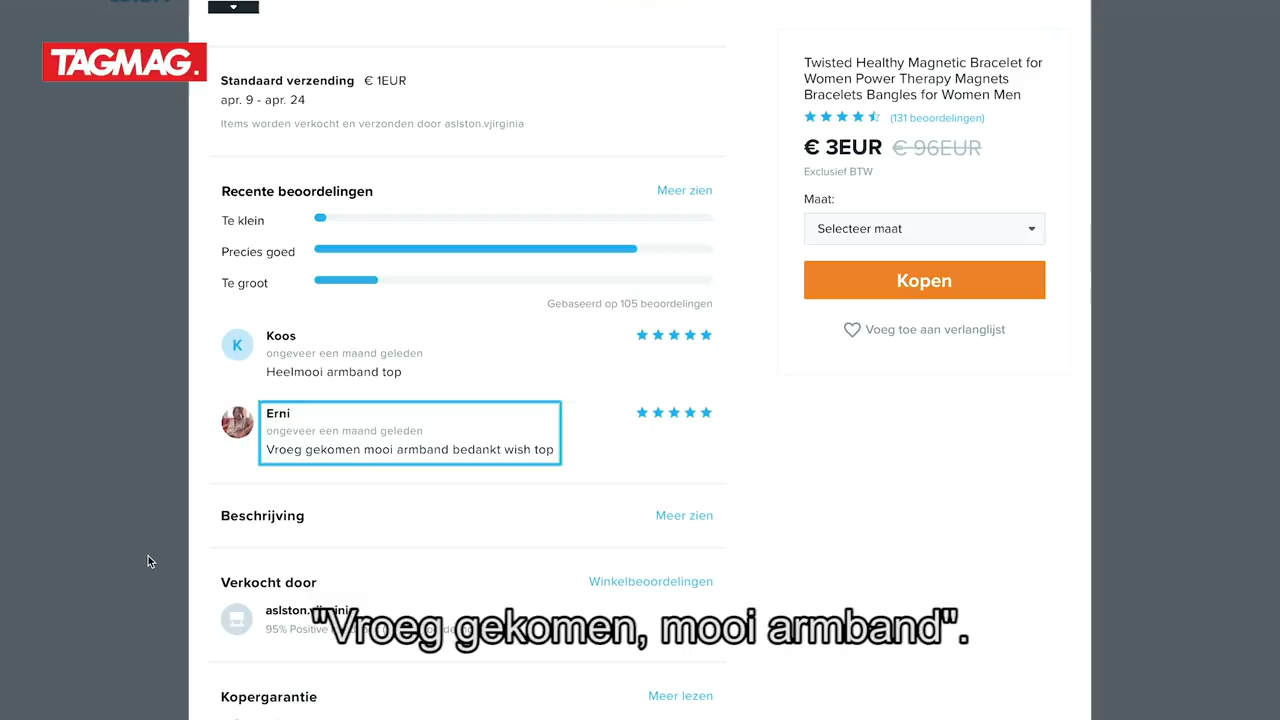 TAGMAG.
Standaard verzending € 1EUR
apr. 9 - apr. 24
Items worden verkocht en verzonden door aslston.vjirginia
Recente beoordelingen
Meer zien
Te klein
Precies goed
Te groot
Gebaseerd op 105 beoordelingen
K
Koos
ongeveer een maand geleden
Heelmooi armband top
Erni
ongeveer een maand geleden
Vroeg gekomen mooi armband bedankt wish top
Beschrijving
Meer zien
Verkocht door
Winkelbeoordelingen
95% Positive
Kopergarantie
Meer lezen
Twisted Healthy Magnetic Bracelet for
Women Power Therapy Magnets
Bracelets Bangles for Women Men
(131 beoordelingen)
€ 3EUR € 96EUR
Exclusief BTW
Maat:
Selecteer maat
Kopen
Voeg toe aan verlanglijst
"Vroeg gekomen, mooi armband".